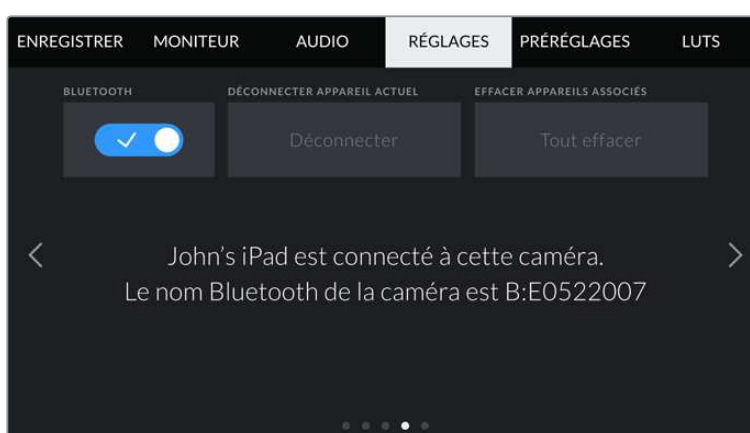 ENREGISTRER MONITEUR AUDIO RÉGLAGES PRÉRÉGLAGES LUTS
BLUETOOTH DÉCONNECTER APPAREIL ACTUEL EFFACER APPAREILS ASSOCIÉS
Déconnecter Tout effacer
John’s iPad est connecté à cette caméra.
Le nom Bluetooth de la caméra est B:E0522007